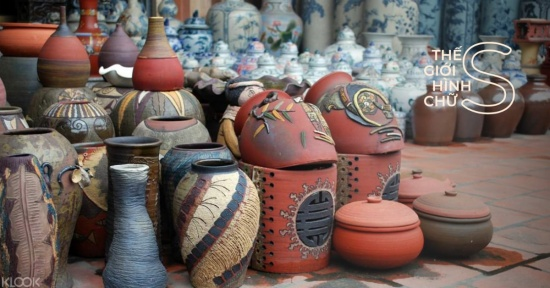 THẾ
GIỚI HÌNH
CHỮ S
KLOOK